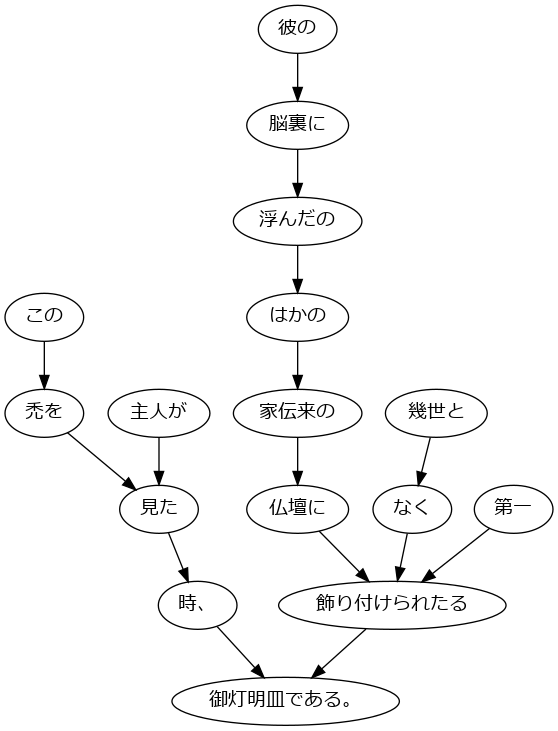 彼の
脳裏に
浮んだの
この
はかの
禿を
主人が
家伝来の
幾世と
見た
仏壇に
なく
第一
時、
飾り付けられたる
御灯明皿である。